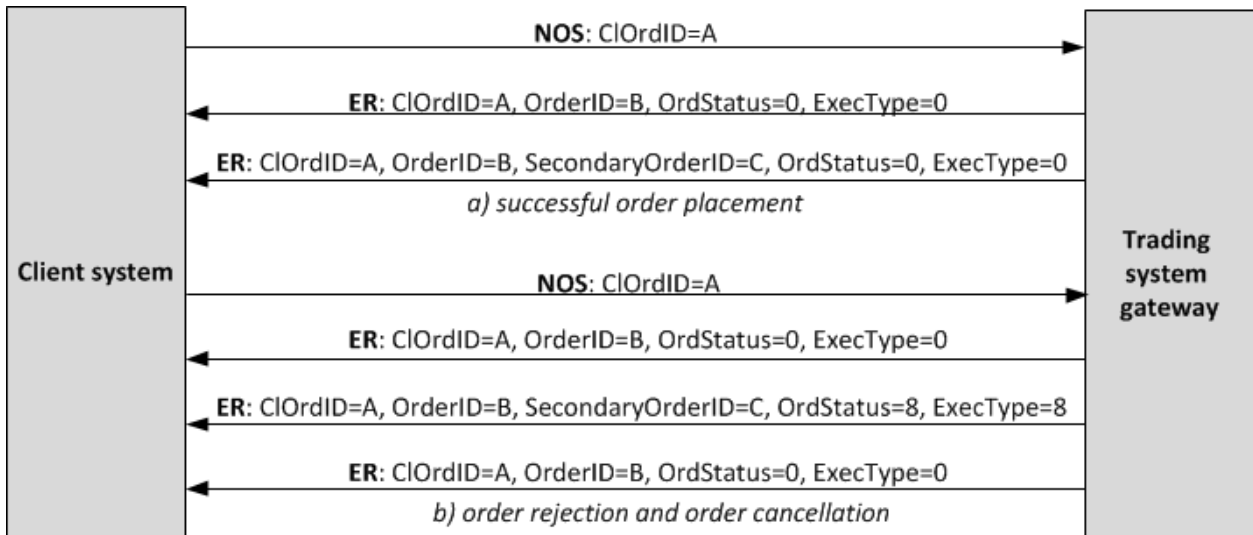 NOS: ClOrdID=A
ER: ClOrdID=A, OrderID=B, OrdStatus=0, ExecType=0
ER: ClOrdID=A, OrderID=B, SecondaryOrderID=C, OrdStatus=0, ExecType=0
a) successful order placement
Client system
Trading
system
gateway
NOS: ClOrdID=A
ER: ClOrdID=A, OrderID=B, OrdStatus=0, ExecType=0
ER: ClOrdID=A, OrderID=B, SecondaryOrderID=C, OrdStatus=8, ExecType=8
ER: ClOrdID=A, OrderID=B, OrdStatus=0, ExecType=0
b) order rejection and order cancellation